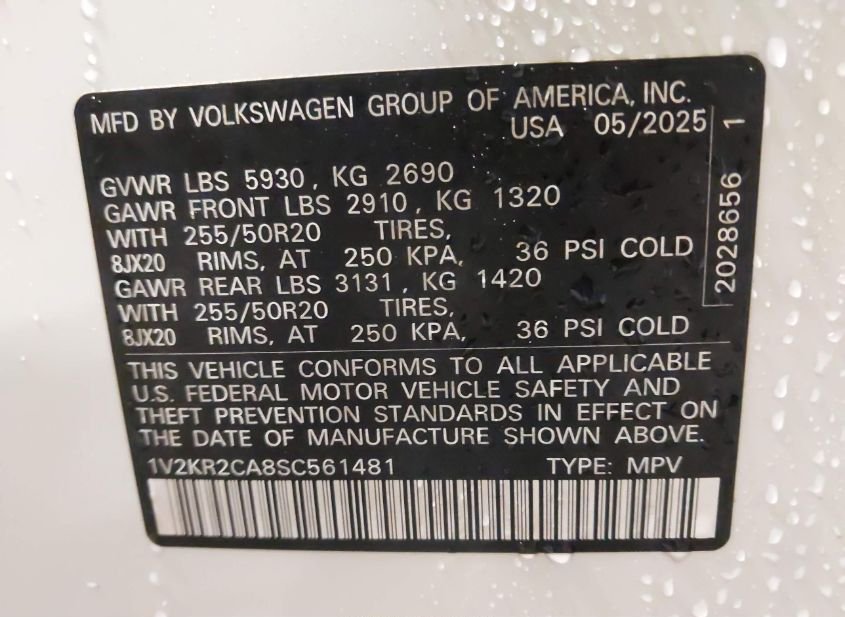 MFD BY VOLKSWAGEN GROUP OF AMERICA, INC.
USA 05/2025
GVWR LBS 5930, KG 2690
GAWR FRONT LBS 2910, KG 1320
WITH 255/50R20 TIRES,
8JX20 RIMS, AT 250 KPA, 36 PSI COLD
GAWR REAR LBS 3131, KG 1420
WITH 255/50R20 TIRES,
8JX20 RIMS, AT 250 KPA, 36 PSI COLD
THIS VEHICLE CONFORMS TO ALL APPLICABLE
U.S. FEDERAL MOTOR VEHICLE SAFETY AND
THEFT PREVENTION STANDARDS IN EFFECT ON
THE DATE OF MANUFACTURE SHOWN ABOVE.
1V2KR2CA8SC561481 TYPE: MPV
2028656 1